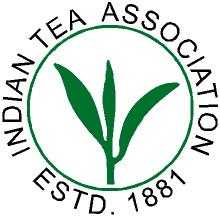 INDIAN TEA ASSOCIATION
ESTD. 1881